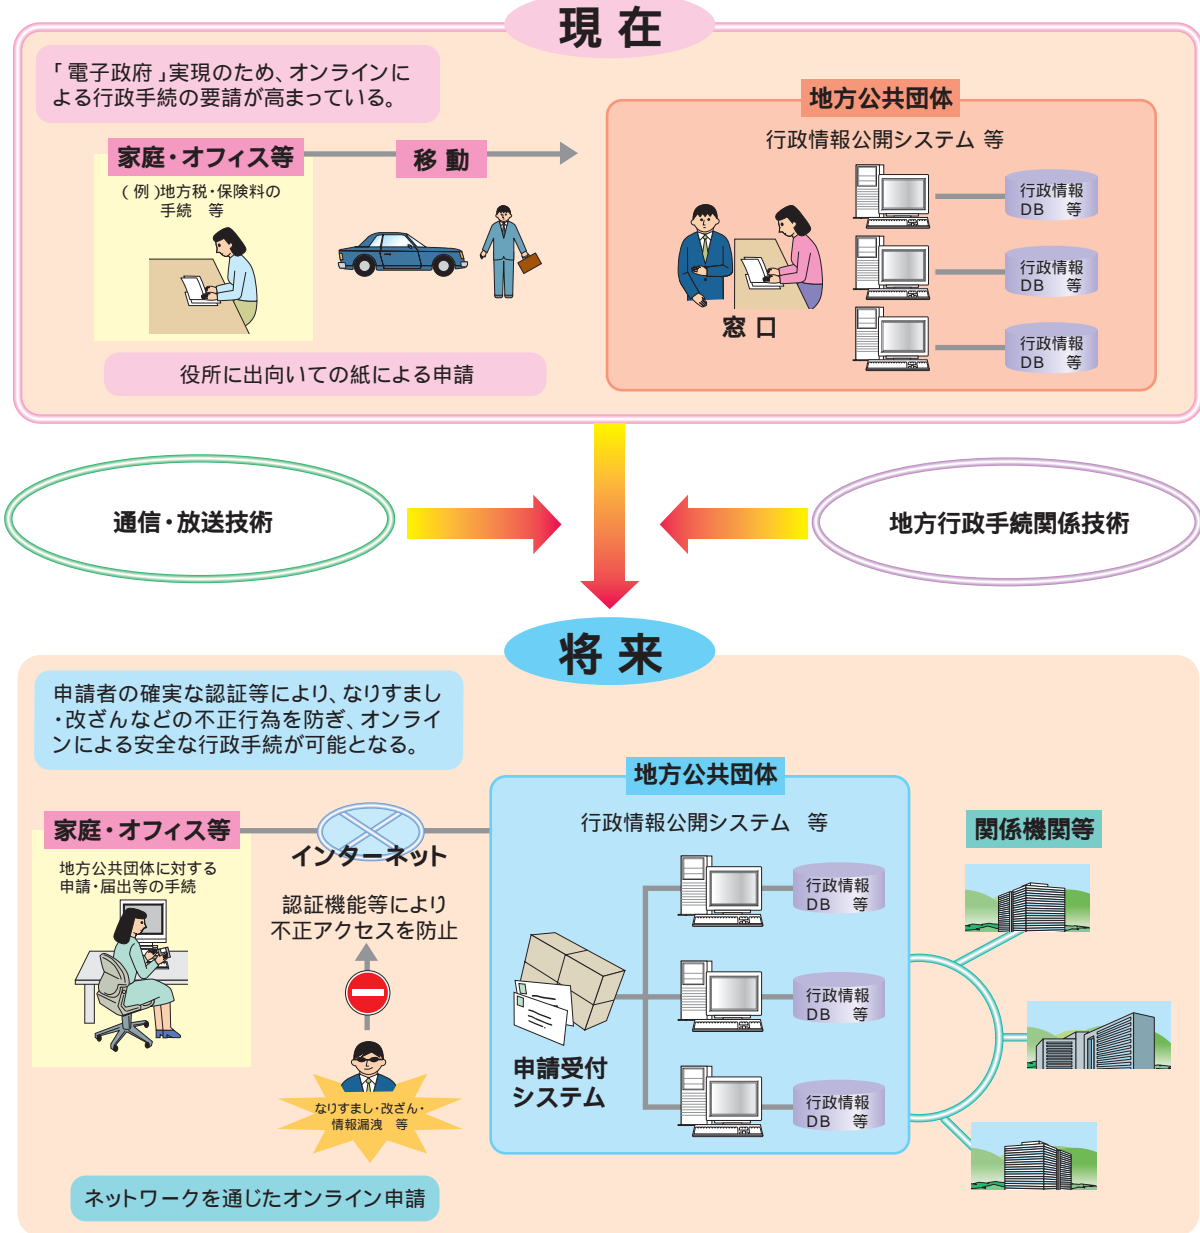 現在
「電子政府」実現のため、オンラインに
よる行政手続の要請が高まっている。
家庭・オフィス等
移動
(例)地方税・保険料の
手続 等
役所に出向いての紙による申請
地方公共団体
行政情報公開システム 等
窓口
行政情報
DB 等
行政情報
DB 等
行政情報
DB 等
通信・放送技術
地方行政手続関係技術
将来
申請者の確実な認証等により、なりすまし
・改ざんなどの不正行為を防ぎ、オンライ
ンによる安全な行政手続が可能となる。
家庭・オフィス等
地方公共団体に対する
申請・届出等の手続
インターネット
認証機能等により
不正アクセスを防止
なりすまし・改ざん・
情報漏洩 等
ネットワークを通じたオンライン申請
地方公共団体
行政情報公開システム 等
申請受付
システム
行政情報
DB 等
行政情報
DB 等
行政情報
DB 等
関係機関等